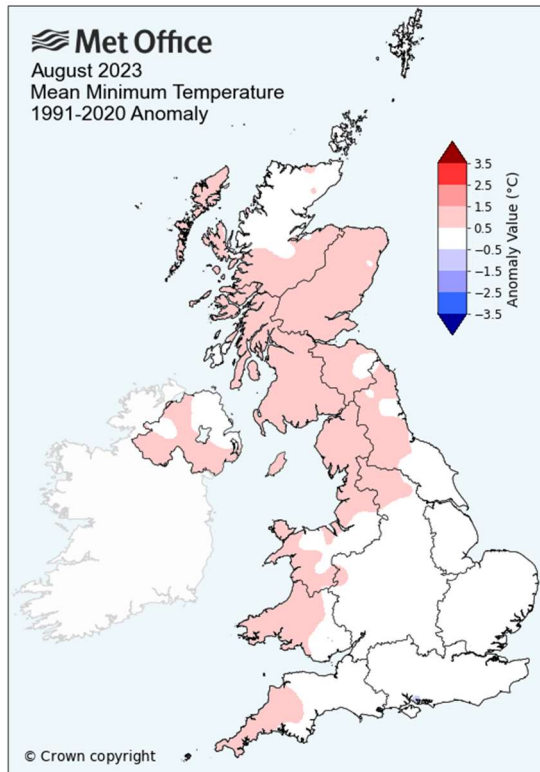 Met Office
August 2023
Mean Minimum Temperature
1991-2020 Anomaly
3.5
2.5
1.5
0.5
−0.5
−1.5
−2.5
−3.5
Anomaly Value (°C)
© Crown copyright